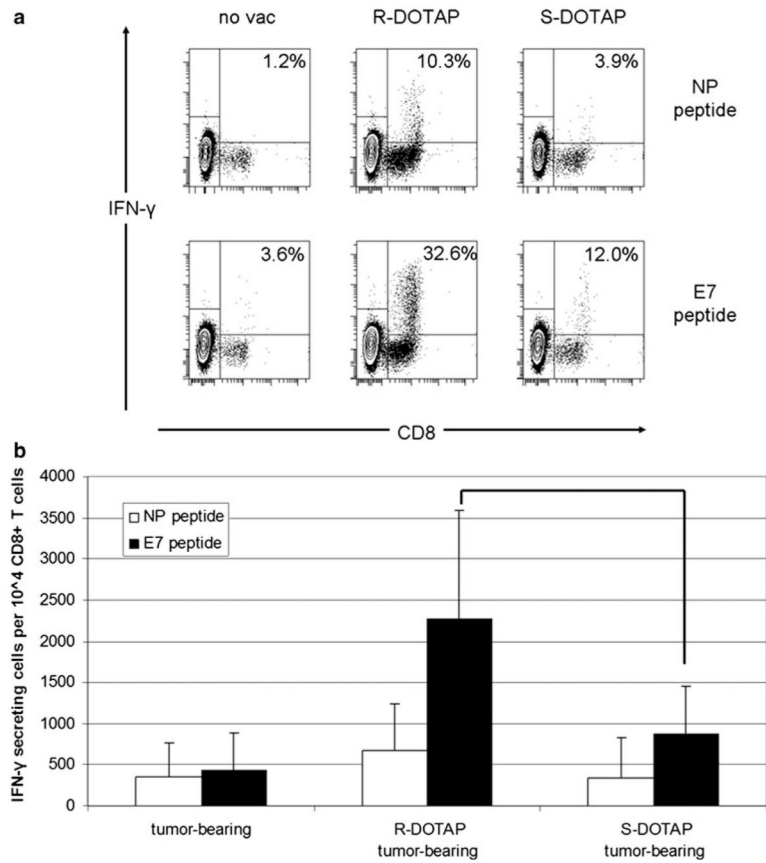 a
no vac R-DOTAP S-DOTAP
1.2% 10.3% 3.9%
NP
peptide
IFN-γ
3.6% 32.6% 12.0%
E7
peptide
CD8
b
IFN-γ secreting cells per 10^4 CD8+ T cells
4000
3500
3000
2500
2000
1500
1000
500
0
NP peptide
E7 peptide
tumor-bearing R-DOTAP S-DOTAP
tumor-bearing tumor-bearing